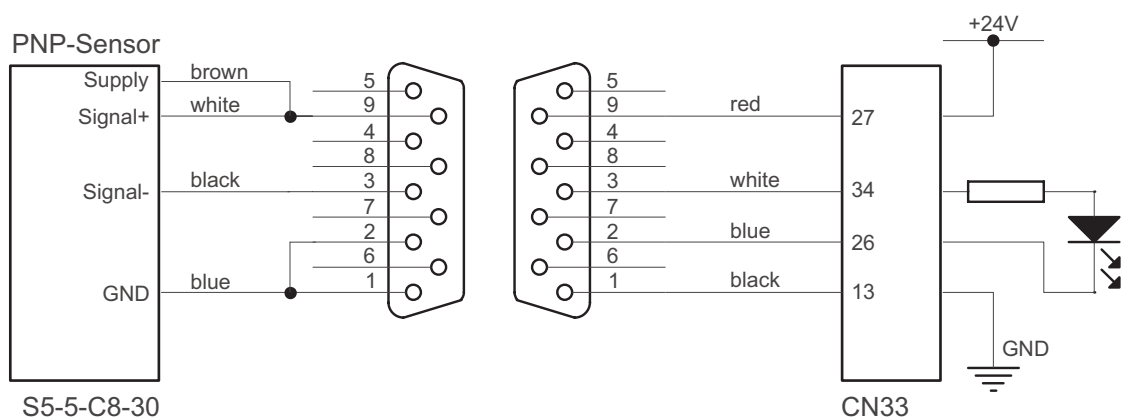 +24V
PNP-Sensor
Supply brown
Signal+ white
Signal- black
GND blue
S5-5-C8-30
5
9
4
8
3
7
2
6
1
5
9
4
8
3
7
2
6
1
red 27
white 34
blue 26
black 13
GND
CN33